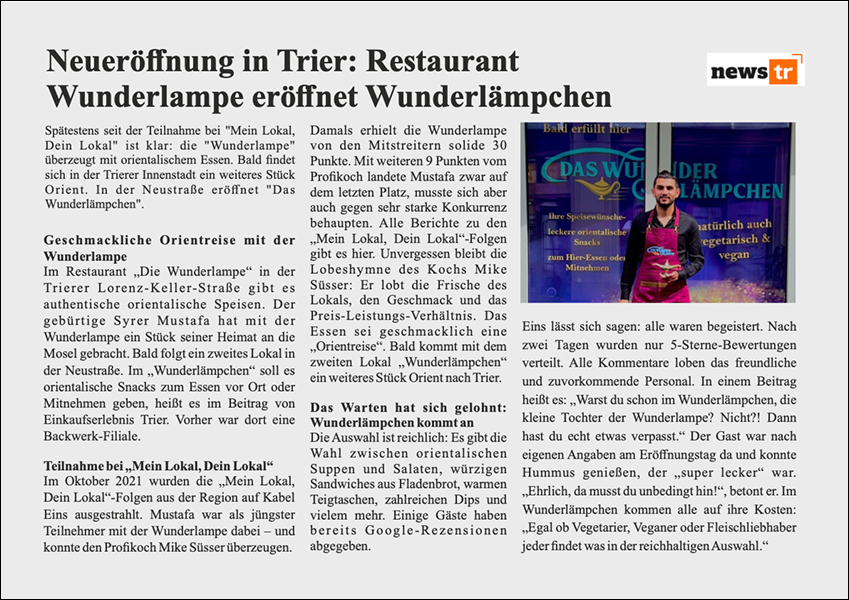 Neueröffnung in Trier: Restaurant
Wunderlampe eröffnet Wunderlämpchen
news tr
Spätestens seit der Teilnahme bei "Mein Lokal,
Dein Lokal" ist klar: die "Wunderlampe"
überzeugt mit orientalischem Essen. Bald findet
sich in der Trierer Innenstadt ein weiteres Stück
Orient. In der Neustraße eröffnet "Das
Wunderlämpchen".
Geschmackliche Orientreise mit der
Wunderlampe
Im Restaurant „Die Wunderlampe“ in der
Trierer Lorenz-Keller-Straße gibt es
authentische orientalische Speisen. Der
gebürtige Syrer Mustafa hat mit der
Wunderlampe ein Stück seiner Heimat an die
Mosel gebracht. Bald folgt ein zweites Lokal in
der Neustraße. Im „Wunderlämpchen“ soll es
orientalische Snacks zum Essen vor Ort oder
Mitnehmen geben, heißt es im Beitrag von
Einkaufserlebnis Trier. Vorher war dort eine
Backwerk-Filiale.
Teilnahme bei „Mein Lokal, Dein Lokal“
Im Oktober 2021 wurden die „Mein Lokal,
Dein Lokal“-Folgen aus der Region auf Kabel
Eins ausgestrahlt. Mustafa war als jüngster
Teilnehmer mit der Wunderlampe dabei – und
konnte den Profikoch Mike Süsser überzeugen.
Damals erhielt die Wunderlampe
von den Mitstreitern solide 30
Punkte. Mit weiteren 9 Punkten vom
Profikoch landete Mustafa zwar auf
dem letzten Platz, musste sich aber
auch gegen sehr starke Konkurrenz
behaupten. Alle Berichte zu den
„Mein Lokal, Dein Lokal“-Folgen
gibt es hier. Unvergessen bleibt die
Lobeshymne des Kochs Mike
Süsser: Er lobt die Frische des
Lokals, den Geschmack und das
Preis-Leistungs-Verhältnis. Das
Essen sei geschmacklich eine
„Orientreise“. Bald kommt mit dem
zweiten Lokal „Wunderlämpchen“
ein weiteres Stück Orient nach Trier.
Das Warten hat sich gelohnt:
Wunderlämpchen kommt an
Die Auswahl ist reichlich: Es gibt die
Wahl zwischen orientalischen
Suppen und Salaten, würzigen
Sandwiches aus Fladenbrot, warmen
Teigtaschen, zahlreichen Dips und
vielem mehr. Einige Gäste haben
bereits Google-Rezensionen
abgegeben.
Bald erfüllt hier
DAS WUNDER
LÄMPCHEN
Ihre Speisewünsche-
leckere orientalische
Snacks
zum Hier-Essen oder
Mitnehmen
natürlich auch
vegetarisch &
vegan
Eins lässt sich sagen: alle waren begeistert. Nach
zwei Tagen wurden nur 5-Sterne-Bewertungen
verteilt. Alle Kommentare loben das freundliche
und zuvorkommende Personal. In einem Beitrag
heißt es: „Warst du schon im Wunderlämpchen, die
kleine Tochter der Wunderlampe? Nicht?! Dann
hast du echt etwas verpasst.“ Der Gast war nach
eigenen Angaben am Eröffnungstag da und konnte
Hummus genießen, der „super lecker“ war.
„Ehrlich, da musst du unbedingt hin!“, betont er. Im
Wunderlämpchen kommen alle auf ihre Kosten:
„Egal ob Vegetarier, Veganer oder Fleischliebhaber
jeder findet was in der reichhaltigen Auswahl.“